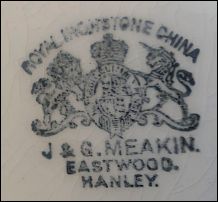 ROYAL IRONSTONE CHINA
J & G. MEAKIN.
EASTWOOD.
HANLEY.